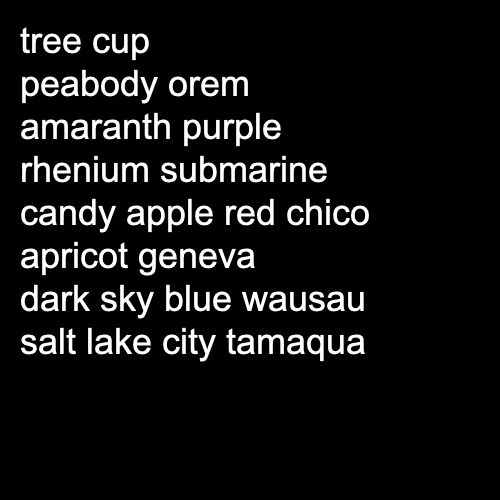 tree cup
peabody orem
amaranth purple
rhenium submarine
candy apple red chico
apricot geneva
dark sky blue wausau
salt lake city tamaqua